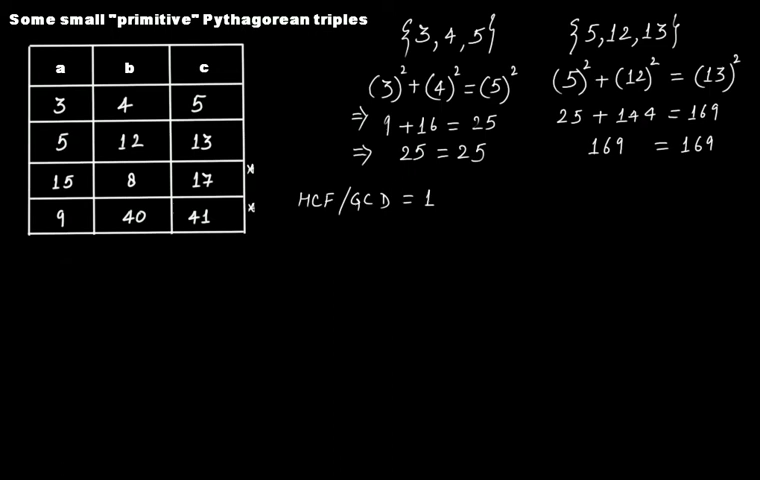 Some small "primitive" Pythagorean triples
a b c
3 4 5
5 12 13
15 8 17 *
9 40 41 *
{3, 4, 5}
(3)² + (4)² = (5)²
⇒ 9 + 16 = 25
⇒ 25 = 25
{5, 12, 13}
(5)² + (12)² = (13)²
25 + 144 = 169
169 = 169
HCF/GCD = 1